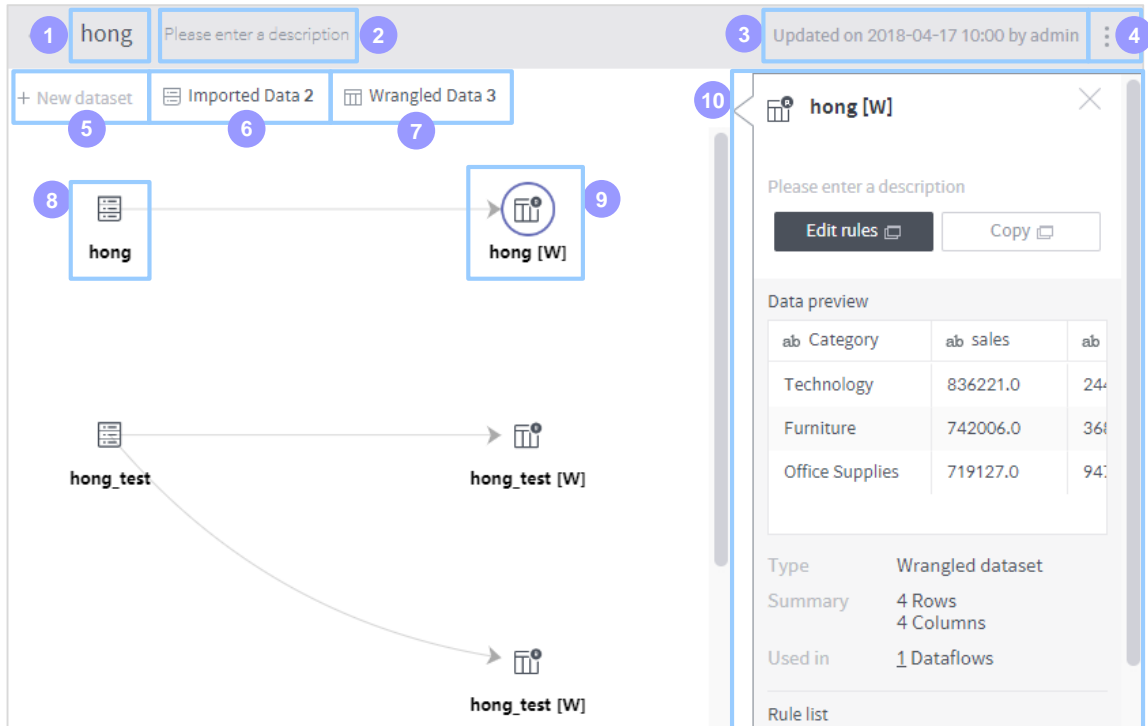 1
hong
Please enter a description
2
3
Updated on 2018-04-17 10:00 by admin
4
+ New dataset
Imported Data 2
Wrangled Data 3
5
6
7
8
hong
9
hong [W]
hong_test
hong_test [W]
hong_test [W]
10
R
hong [W]
Please enter a description
Edit rules
Copy
Data preview
ab Category
ab sales
ab
Technology
836221.0
244
Furniture
742006.0
368
Office Supplies
719127.0
947
Type
Wrangled dataset
Summary
4 Rows
4 Columns
Used in
1 Dataflows
Rule list